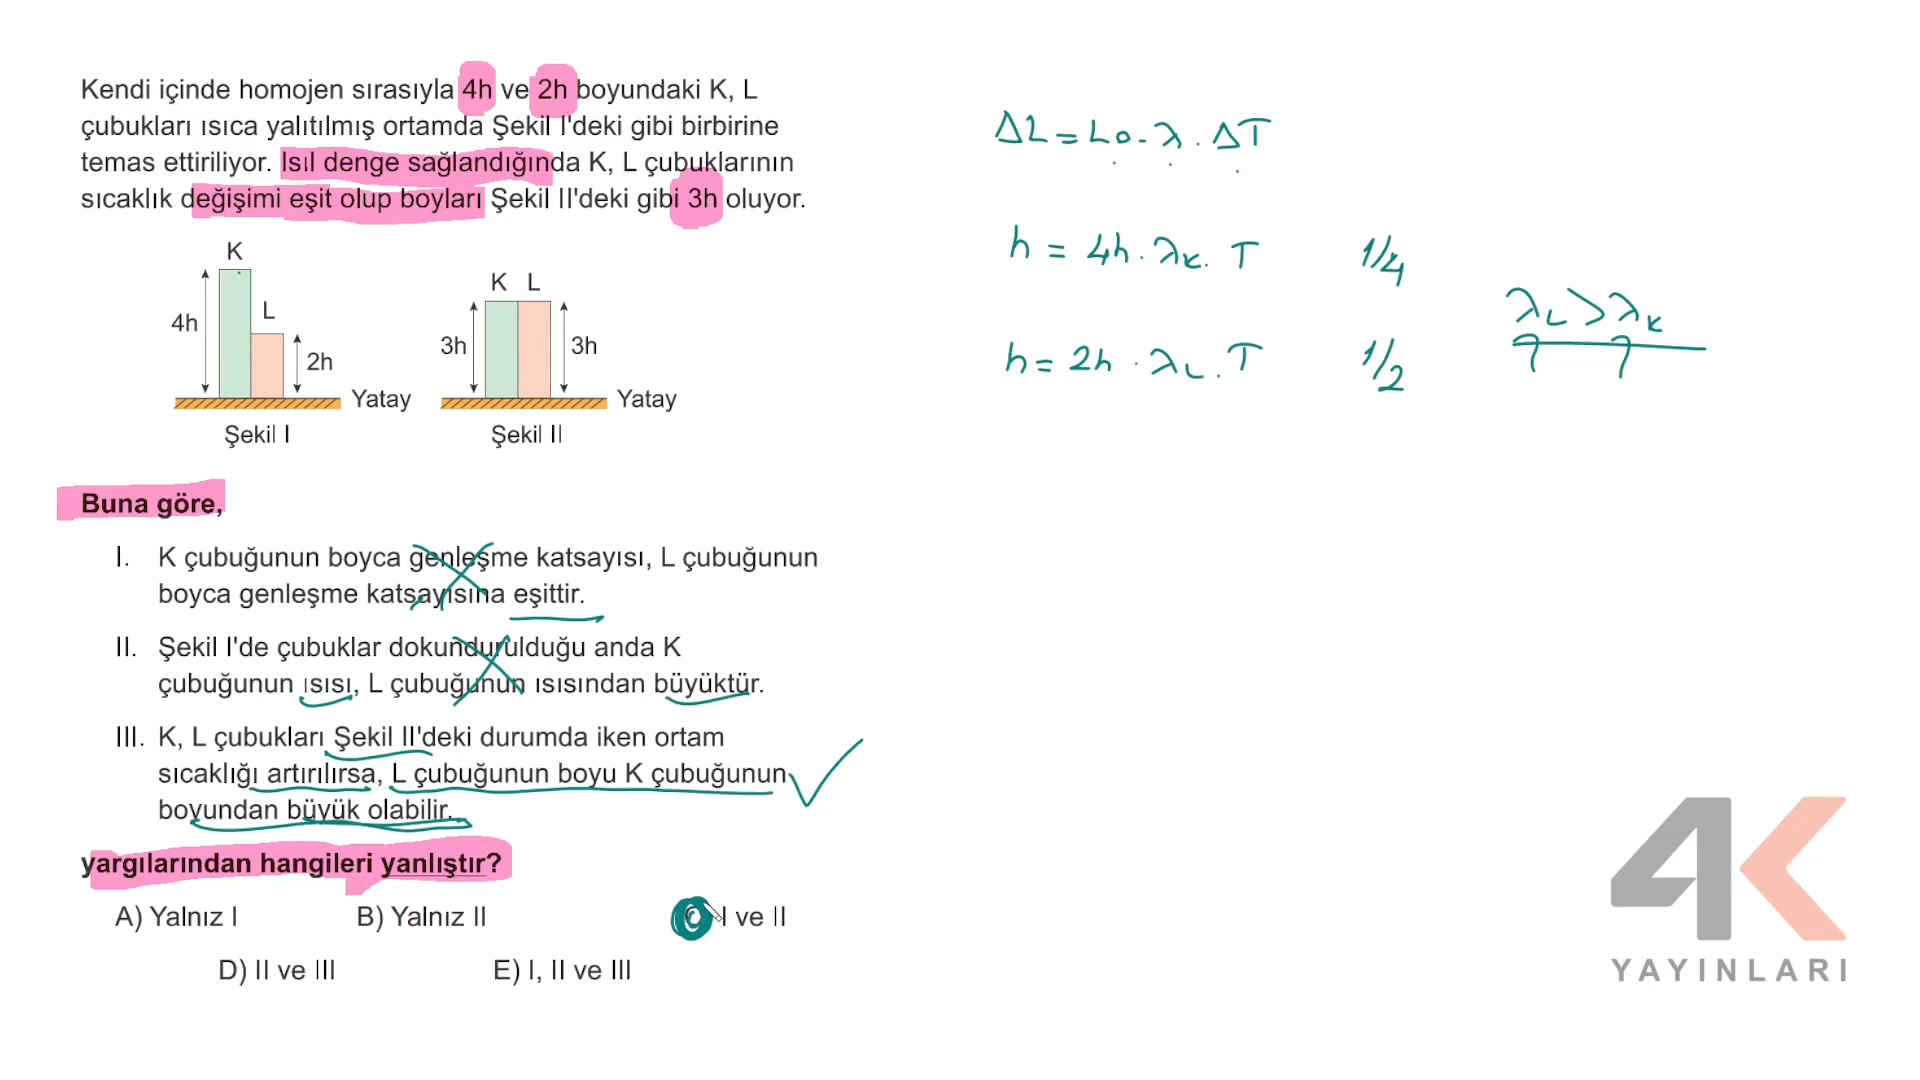 Kendi içinde homojen sırasıyla 4h ve 2h boyundaki K, L
çubukları ısıca yalıtılmış ortamda Şekil I'deki gibi birbirine
temas ettiriliyor. Isıl denge sağlandığında K, L çubuklarının
sıcaklık değişimi eşit olup boyları Şekil II'deki gibi 3h oluyor.
K
L
4h
2h
Yatay
Şekil I
K L
3h
3h
Yatay
Şekil II
Buna göre,
I. K çubuğunun boyca genleşme katsayısı, L çubuğunun
boyca genleşme katsayısına eşittir.
II. Şekil I'de çubuklar dokundurulduğu anda K
çubuğunun ısısı, L çubuğunun ısısından büyüktür.
III. K, L çubukları Şekil II'deki durumda iken ortam
sıcaklığı artırılırsa, L çubuğunun boyu K çubuğunun
boyundan büyük olabilir.
yargılarından hangileri yanlıştır?
A) Yalnız I B) Yalnız II C) I ve II
D) II ve III E) I, II ve III
ΔL = L0 . λ . ΔT
h = 4h . λK . T 1/4
h = 2h . λL . T 1/2
λL > λK
4K
YAYINLARI